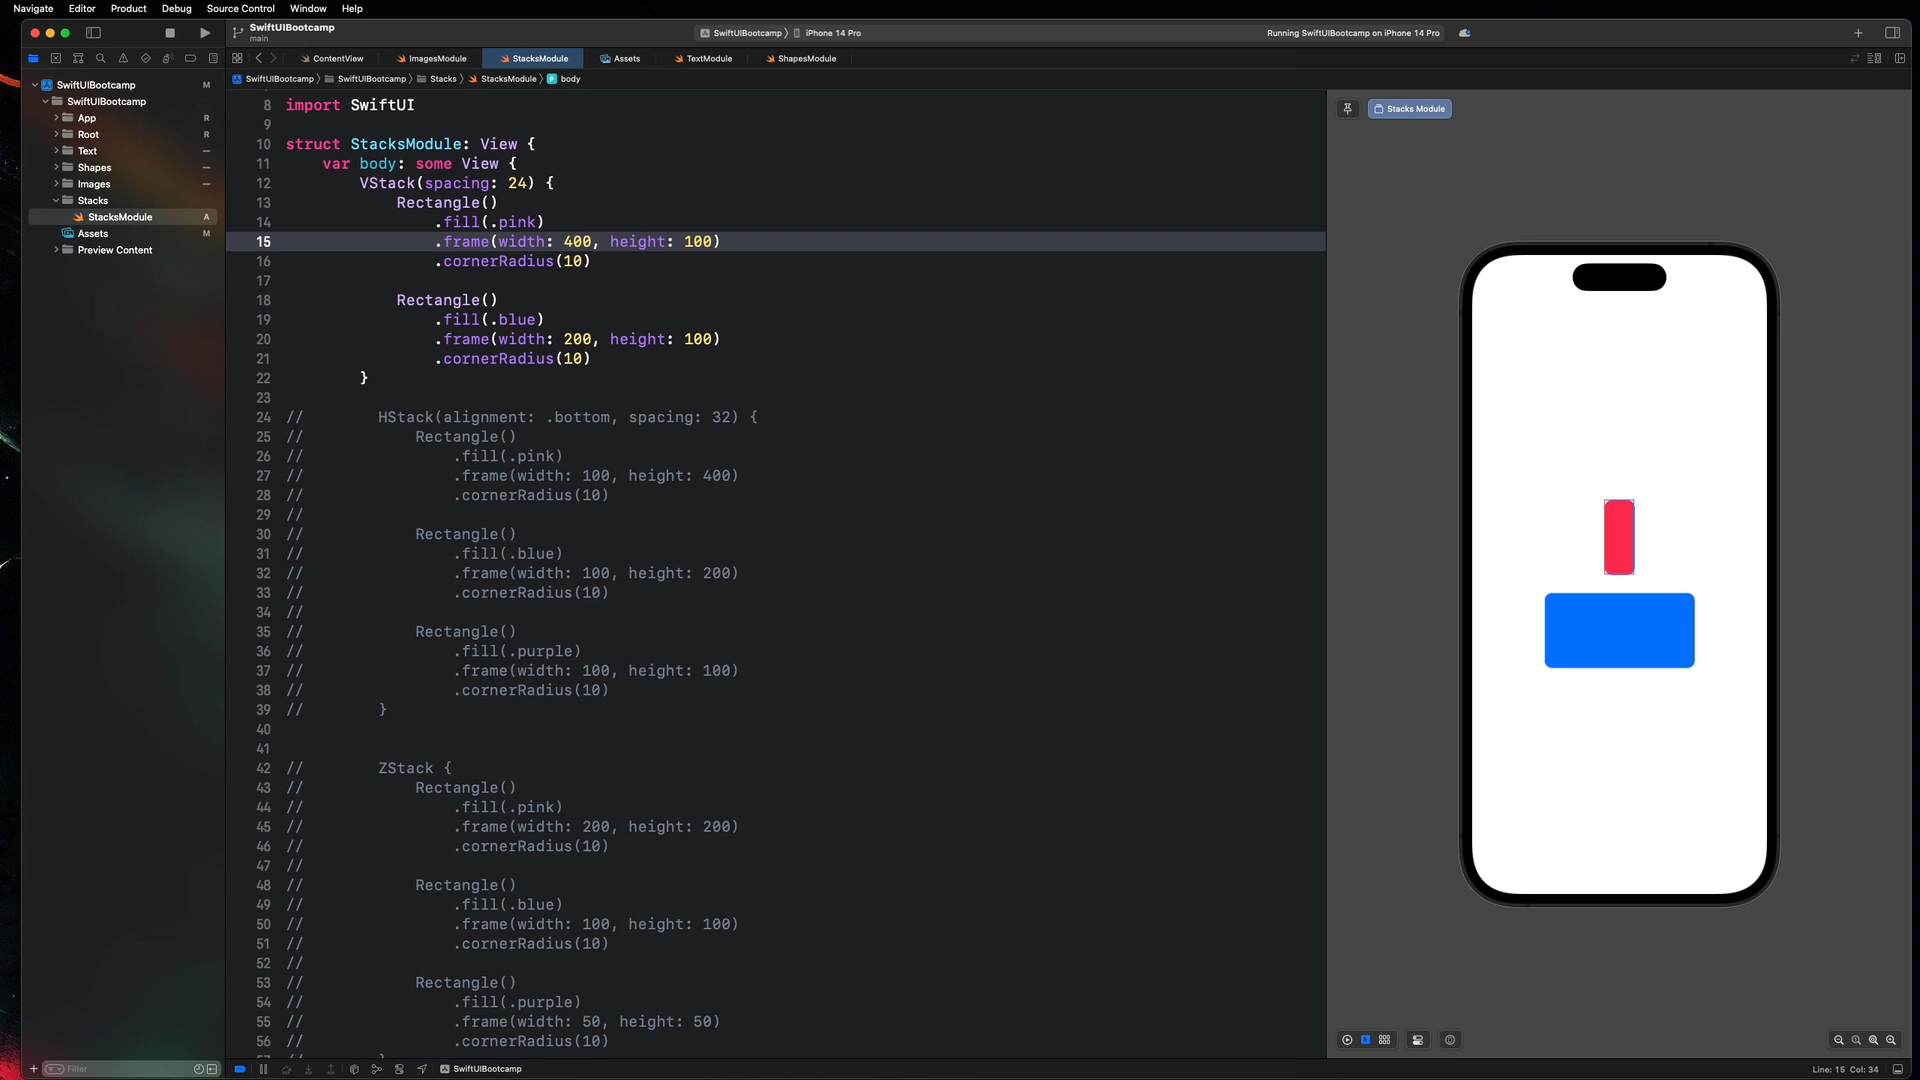 Navigate Editor Product Debug Source Control Window Help
SwiftUIBootcamp
main
SwiftUIBootcamp 〉 iPhone 14 Pro
Running SwiftUIBootcamp on iPhone 14 Pro
ContentView ImagesModule StacksModule Assets TextModule ShapesModule
SwiftUIBootcamp 〉 SwiftUIBootcamp 〉 Stacks 〉 StacksModule 〉 body
SwiftUIBootcamp M
SwiftUIBootcamp
App R
Root R
Text
Shapes
Images
Stacks
StacksModule A
Assets M
Preview Content
Filter
8 import SwiftUI
9
10 struct StacksModule: View {
11 var body: some View {
12 VStack(spacing: 24) {
13 Rectangle()
14 .fill(.pink)
15 .frame(width: 400, height: 100)
16 .cornerRadius(10)
17
18 Rectangle()
19 .fill(.blue)
20 .frame(width: 200, height: 100)
21 .cornerRadius(10)
22 }
23
24 // HStack(alignment: .bottom, spacing: 32) {
25 // Rectangle()
26 // .fill(.pink)
27 // .frame(width: 100, height: 400)
28 // .cornerRadius(10)
29 //
30 // Rectangle()
31 // .fill(.blue)
32 // .frame(width: 100, height: 200)
33 // .cornerRadius(10)
34 //
35 // Rectangle()
36 // .fill(.purple)
37 // .frame(width: 100, height: 100)
38 // .cornerRadius(10)
39 // }
40
41
42 // ZStack {
43 // Rectangle()
44 // .fill(.pink)
45 // .frame(width: 200, height: 200)
46 // .cornerRadius(10)
47 //
48 // Rectangle()
49 // .fill(.blue)
50 // .frame(width: 100, height: 100)
51 // .cornerRadius(10)
52 //
53 // Rectangle()
54 // .fill(.purple)
55 // .frame(width: 50, height: 50)
56 // .cornerRadius(10)
57 // }
Stacks Module
SwiftUIBootcamp
Line: 15 Col: 34